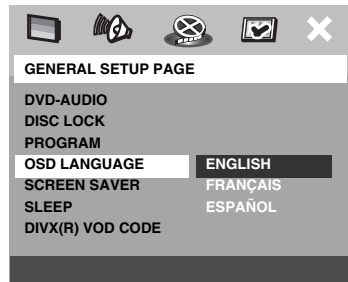 GENERAL SETUP PAGE
DVD-AUDIO
DISC LOCK
PROGRAM
OSD LANGUAGE ENGLISH
SCREEN SAVER FRANÇAIS
SLEEP ESPAÑOL
DIVX(R) VOD CODE